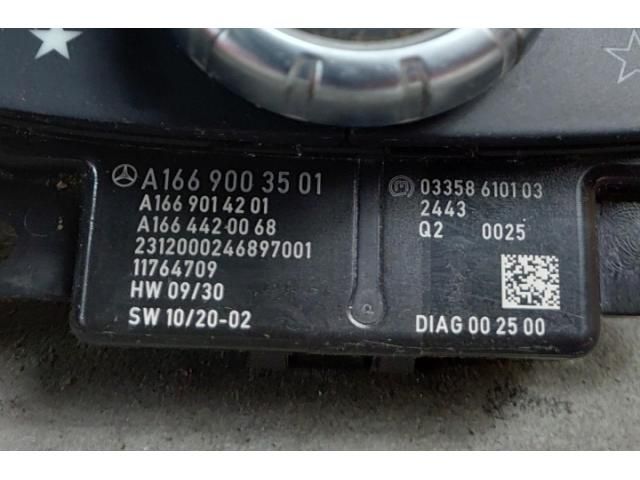 A166 900 35 01
A166 901 42 01
A166 442 00 68
2312000246897001
11764709
HW 09/30
SW 10/20-02
03358 610103
2443
Q2 0025
DIAG 00 25 00